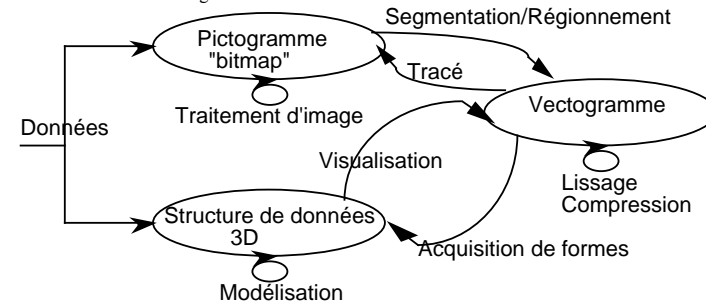 Segmentation/Régionnement
Pictogramme
"bitmap"
Tracé
Traitement d'image
Vectogramme
Données
Visualisation
Lissage
Compression
Structure de données
3D
Acquisition de formes
Modélisation